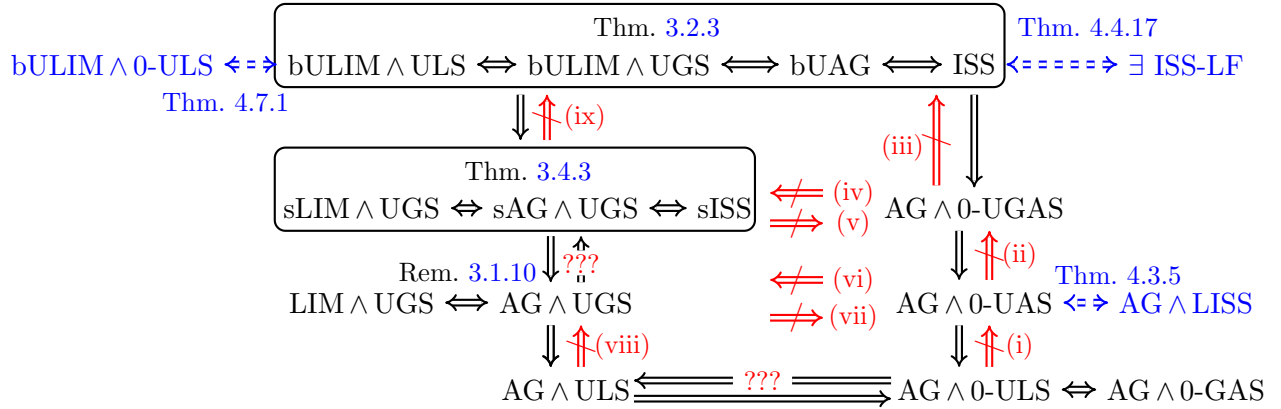 Thm. 3.2.3
Thm. 4.4.17
bULIM ∧ 0-ULS ⇔ bULIM ∧ ULS ⇔ bULIM ∧ UGS ⇔ bUAG ⇔ ISS ⇔ ∃ ISS-LF
Thm. 4.7.1
(ix)
(iii)
Thm. 3.4.3
(iv)
sLIM ∧ UGS ⇔ sAG ∧ UGS ⇔ sISS
(v)
AG ∧ 0-UGAS
(ii)
Rem. 3.1.10
???
(vi)
Thm. 4.3.5
LIM ∧ UGS ⇔ AG ∧ UGS
(vii)
AG ∧ 0-UAS ⇔ AG ∧ LISS
(viii)
(i)
AG ∧ ULS
???
AG ∧ 0-ULS ⇔ AG ∧ 0-GAS